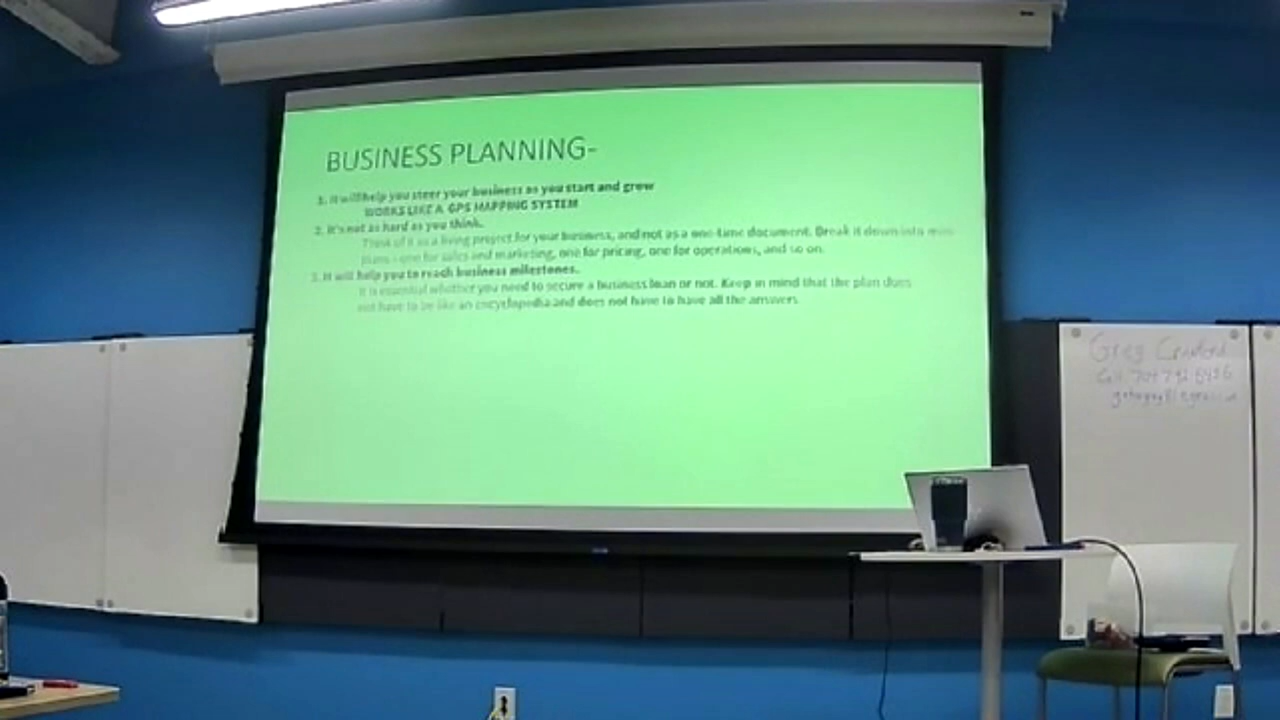 BUSINESS PLANNING-
1. It will help you steer your business as you start and grow
WORKS LIKE A GPS MAPPING SYSTEM
2. It's not as hard as you think.
Think of it as a living project for your business, and not as a one-time document. Break it down into mini
plans - one for sales and marketing, one for pricing, one for operations, and so on.
3. It will help you to reach business milestones.
It is essential whether you need to secure a business loan or not. Keep in mind that the plan does
not have to be like an encyclopedia and does not have to have all the answers.
Greg
Cell